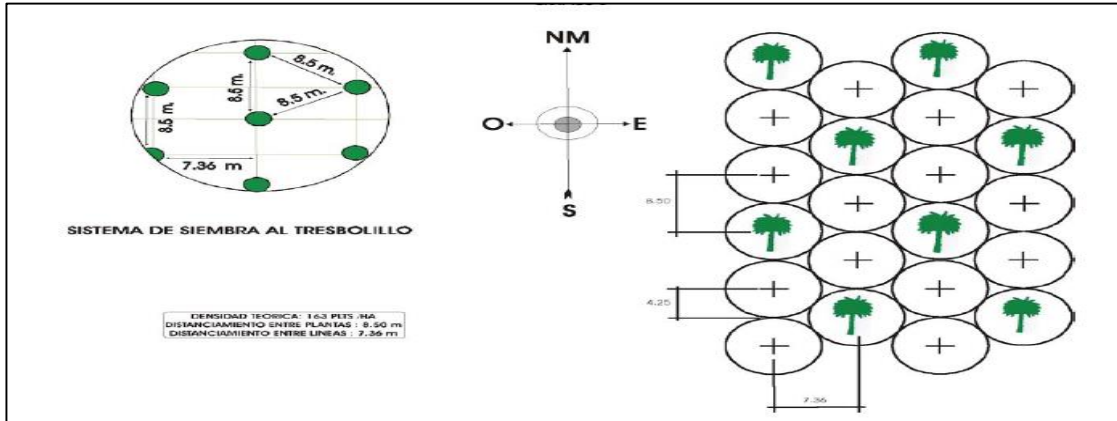 8.5 m.
8.5 m.
8.5 m.
8.5 m.
7.36 m
SISTEMA DE SIEMBRA AL TRESBOLILLO
DENSIDAD TEORICA: 163 PLTS /HA
DISTANCIAMIENTO ENTRE PLANTAS : 8.50 m
DISTANCIAMIENTO ENTRE LINEAS : 7.36 m
NM
O
E
S
8.50
4.25
7.36